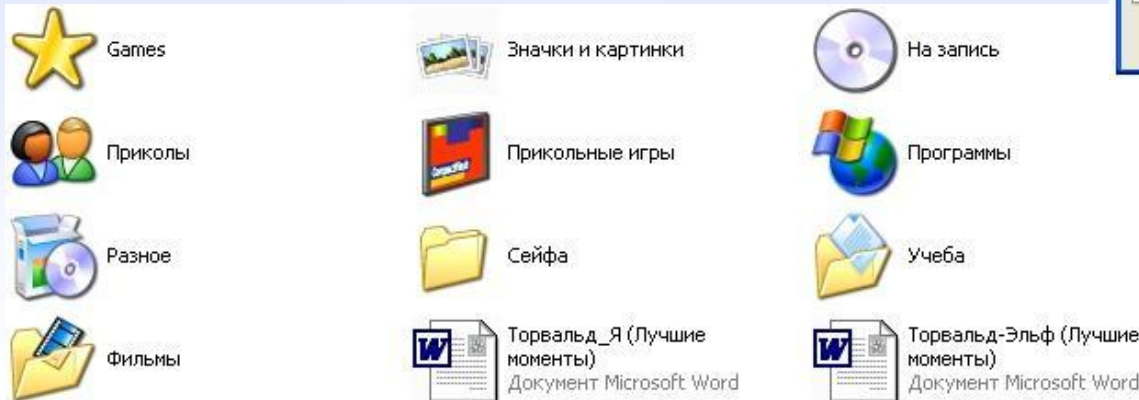 Games
Значки и картинки
На запись
Приколы
Прикольные игры
Программы
Разное
Сейфа
Учеба
Фильмы
Торвальд_Я (Лучшие
моменты)
Документ Microsoft Word
Торвальд-Эльф (Лучшие
моменты)
Документ Microsoft Word